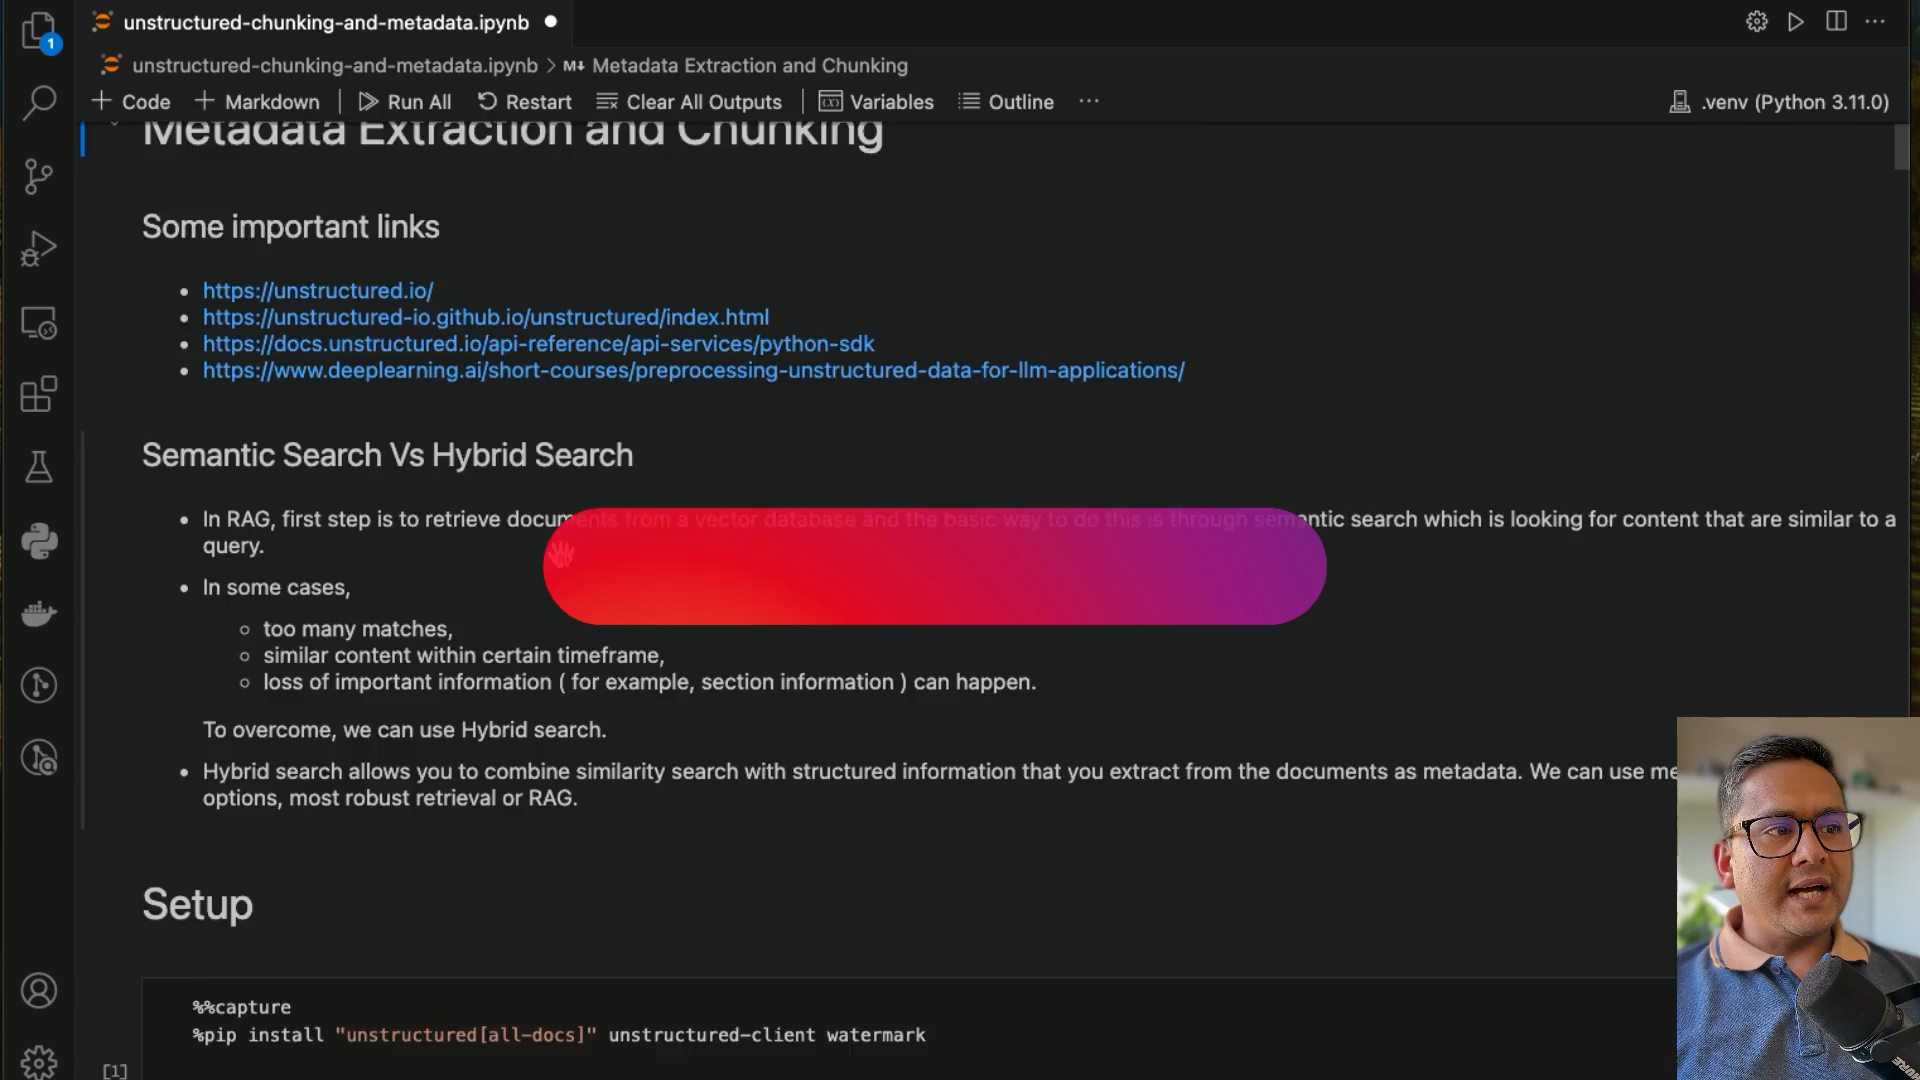 unstructured-chunking-and-metadata.ipynb
1
unstructured-chunking-and-metadata.ipynb > M↓ Metadata Extraction and Chunking
+ Code + Markdown | Run All Restart Clear All Outputs | Variables Outline ···
.venv (Python 3.11.0)
Metadata Extraction and Chunking
Some important links
• https://unstructured.io/
• https://unstructured-io.github.io/unstructured/index.html
• https://docs.unstructured.io/api-reference/api-services/python-sdk
• https://www.deeplearning.ai/short-courses/preprocessing-unstructured-data-for-llm-applications/
Semantic Search Vs Hybrid Search
• In RAG, first step is to retrieve documents from a vector database and the basic way to do this is through semantic search which is looking for content that are similar to a
query.
• In some cases,
○ too many matches,
○ similar content within certain timeframe,
○ loss of important information ( for example, section information ) can happen.
To overcome, we can use Hybrid search.
• Hybrid search allows you to combine similarity search with structured information that you extract from the documents as metadata. We can use
options, most robust retrieval or RAG.
Setup
%%capture
%pip install "unstructured[all-docs]" unstructured-client watermark
[1]